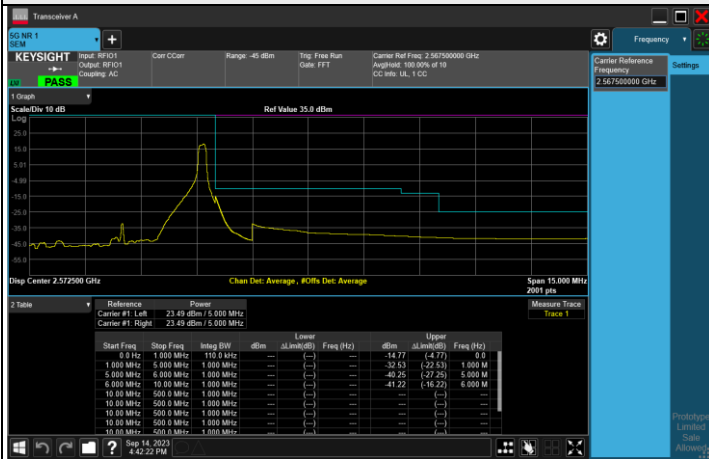 Transceiver A
5G NR 1
SEM
Frequency
KEYSIGHT
Input: RFIO1
Output: RFIO1
Coupling: AC
Corr CCorr
Range: -45 dBm
Trig: Free Run
Gate: FFT
Carrier Ref Freq: 2.567500000 GHz
Avg|Hold: 100.00% of 10
CC Info: UL, 1 CC
PASS
Carrier Reference
Frequency
2.567500000 GHz
Settings
1 Graph
Scale/Div 10 dB
Ref Value 35.0 dBm
Log
25.0
15.0
5.01
-4.99
-15.0
-25.0
-35.0
-45.0
-55.0
Disp Center 2.572500 GHz
Chan Det: Average , #Offs Det: Average
Span 15.000 MHz
2001 pts
2 Table
Measure Trace
Trace 1
Reference Power
Carrier #1: Left 23.49 dBm / 5.000 MHz
Carrier #1: Right 23.49 dBm / 5.000 MHz
Lower Upper
Start Freq Stop Freq Integ BW dBm ΔLimit(dB) Freq (Hz) dBm ΔLimit(dB) Freq (Hz)
0.0 Hz 1.000 MHz 110.0 kHz --- (---) --- -14.77 (-4.77) 0.0
1.000 MHz 5.000 MHz 1.000 MHz --- (---) --- -32.53 (-22.53) 1.000 M
5.000 MHz 6.000 MHz 1.000 MHz --- (---) --- -40.25 (-27.25) 5.000 M
6.000 MHz 10.00 MHz 1.000 MHz --- (---) --- -41.22 (-16.22) 6.000 M
10.00 MHz 500.0 MHz 1.000 MHz --- (---) --- --- (---) ---
10.00 MHz 500.0 MHz 1.000 MHz --- (---) --- --- (---) ---
10.00 MHz 500.0 MHz 1.000 MHz --- (---) --- --- (---) ---
10.00 MHz 500.0 MHz 1.000 MHz --- (---) --- --- (---) ---
Sep 14, 2023
4:42:22 PM
Prototype
Limited
Sale
Allowed